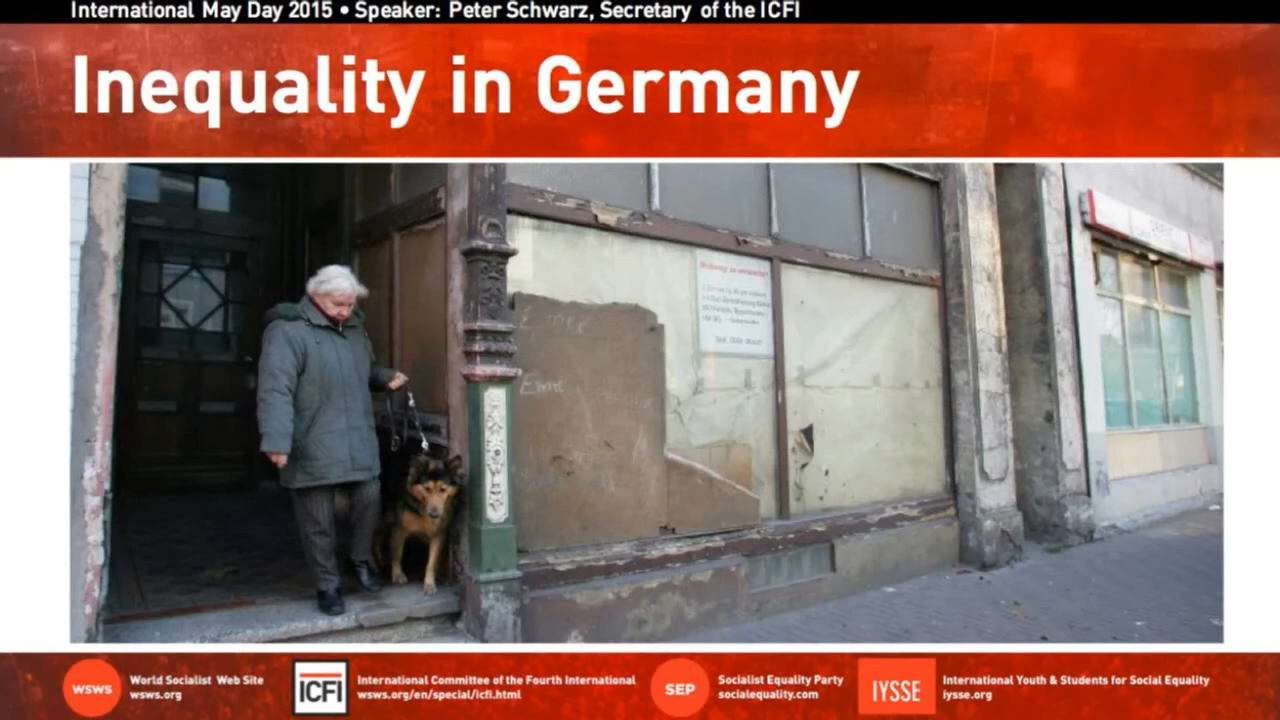 International May Day 2015 • Speaker: Peter Schwarz, Secretary of the ICFI
Inequality in Germany
wsws
World Socialist Web Site
wsws.org
ICFI
International Committee of the Fourth International
wsws.org/en/special/icfi.html
SEP
Socialist Equality Party
socialequality.com
IYSSE
International Youth & Students for Social Equality
iysse.org